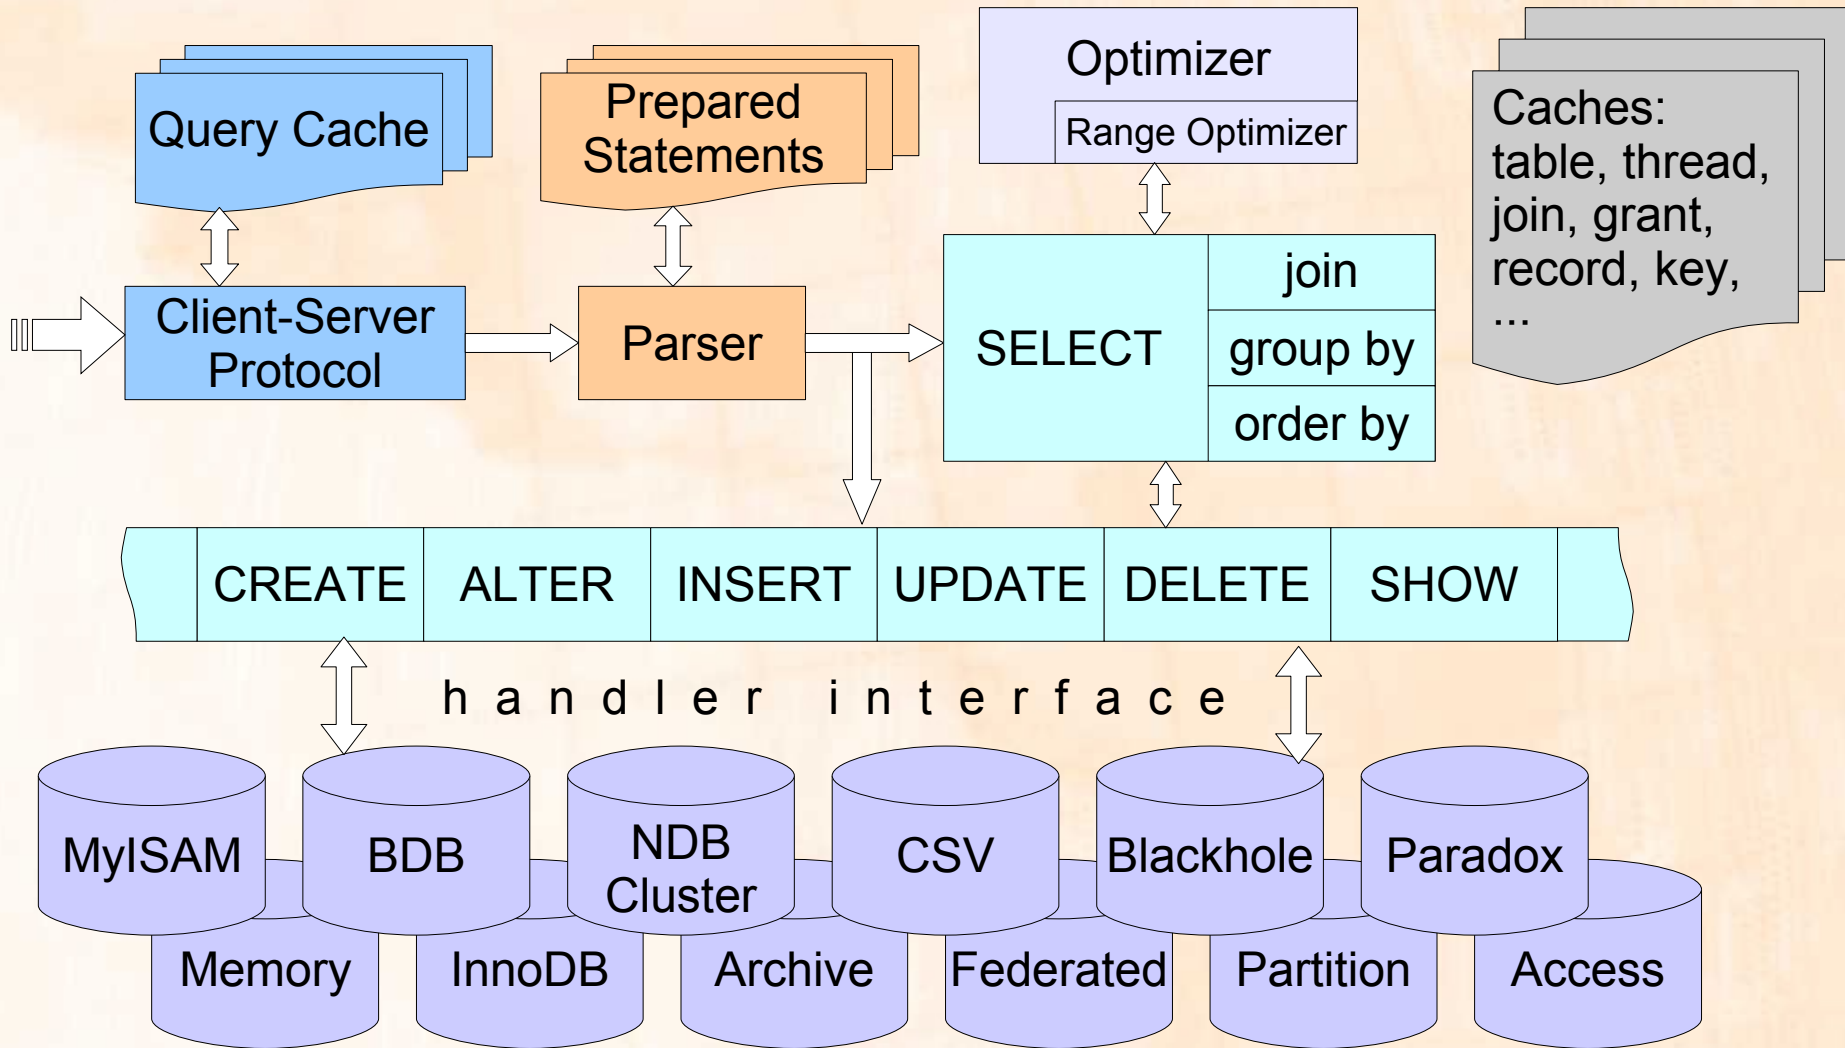 Query Cache
Prepared
Statements
Optimizer
Range Optimizer
Caches:
table, thread,
join, grant,
record, key,
...
Client-Server
Protocol
Parser
SELECT
join
group by
order by
CREATE
ALTER
INSERT
UPDATE
DELETE
SHOW
handler interface
MyISAM
BDB
NDB
Cluster
CSV
Blackhole
Paradox
Memory
InnoDB
Archive
Federated
Partition
Access